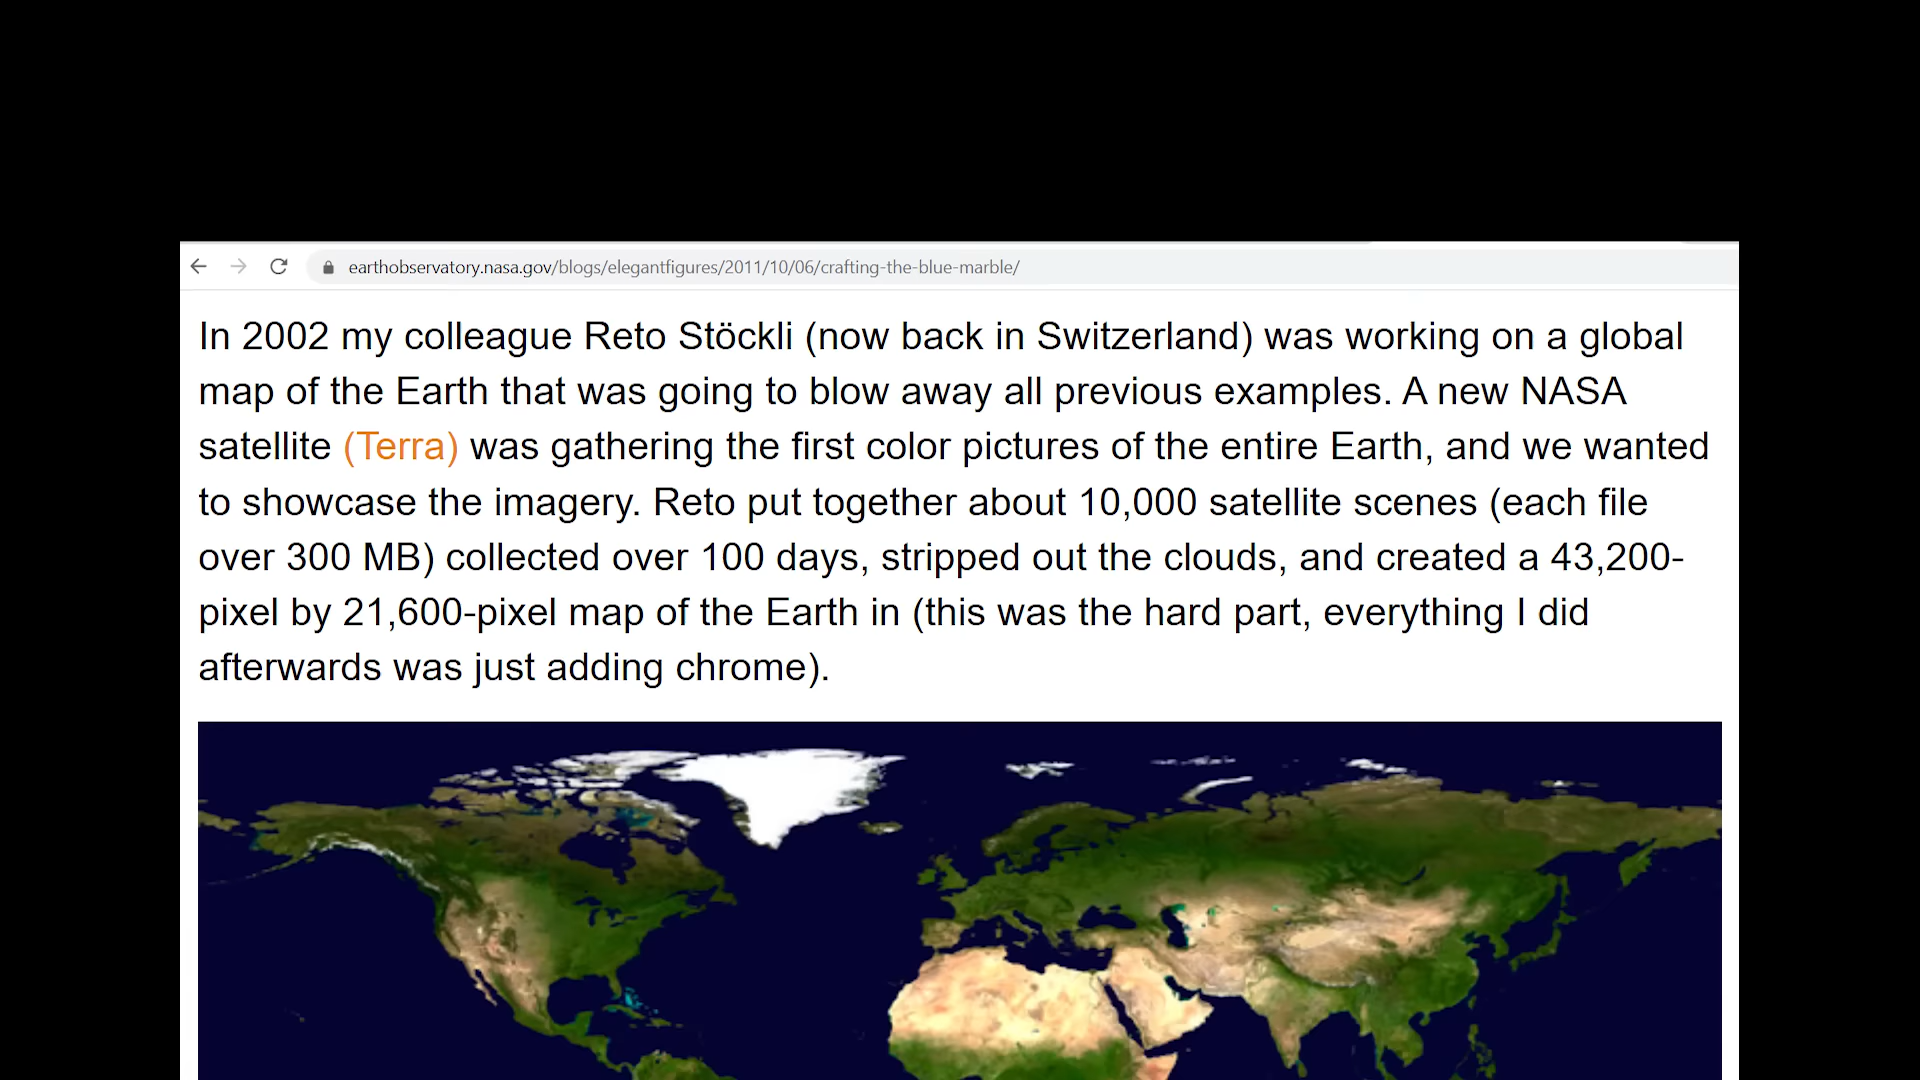 earthobservatory.nasa.gov/blogs/elegantfigures/2011/10/06/crafting-the-blue-marble/
In 2002 my colleague Reto Stöckli (now back in Switzerland) was working on a global
map of the Earth that was going to blow away all previous examples. A new NASA
satellite (Terra) was gathering the first color pictures of the entire Earth, and we wanted
to showcase the imagery. Reto put together about 10,000 satellite scenes (each file
over 300 MB) collected over 100 days, stripped out the clouds, and created a 43,200-
pixel by 21,600-pixel map of the Earth in (this was the hard part, everything I did
afterwards was just adding chrome).